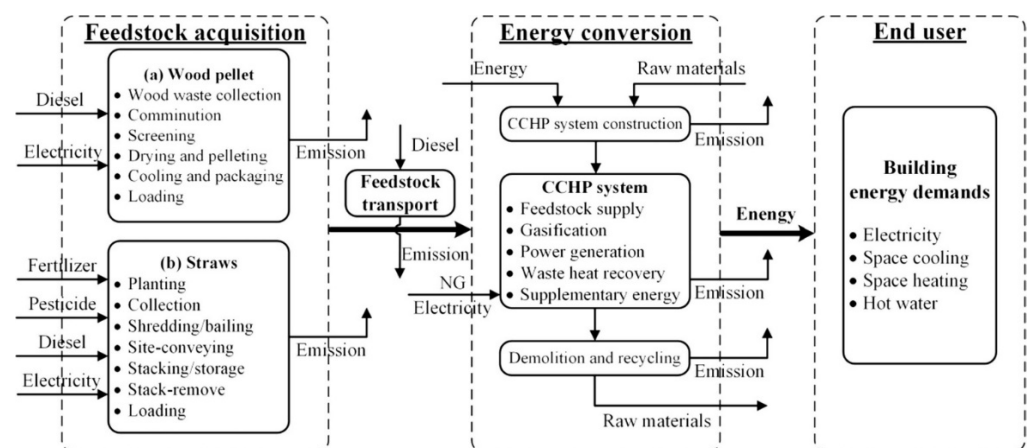 Feedstock acquisition
(a) Wood pellet
• Wood waste collection
• Comminution
• Screening
• Drying and pelleting
• Cooling and packaging
• Loading
Diesel
Electricity
Emission
(b) Straws
• Planting
• Collection
• Shredding/bailing
• Site-conveying
• Stacking/storage
• Stack-remove
• Loading
Fertilizer
Pesticide
Diesel
Electricity
Emission
Diesel
Feedstock
transport
Emission
Energy conversion
Energy
Raw materials
CCHP system construction
Emission
CCHP system
• Feedstock supply
• Gasification
• Power generation
• Waste heat recovery
• Supplementary energy
NG
Electricity
Emission
Demolition and recycling
Emission
Raw materials
Energy
End user
Building
energy demands
• Electricity
• Space cooling
• Space heating
• Hot water